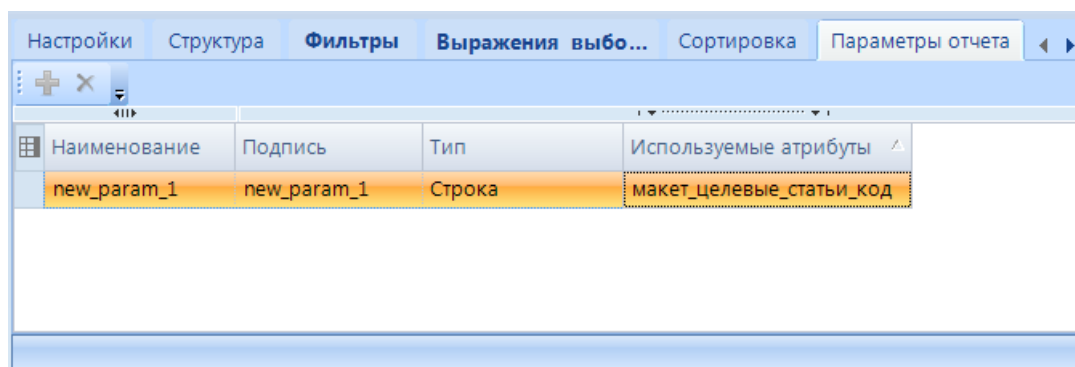 Настройки Структура Фильтры Выражения выбо... Сортировка Параметры отчета
Наименование Подпись Тип Используемые атрибуты
new_param_1 new_param_1 Строка макет_целевые_статьи_код